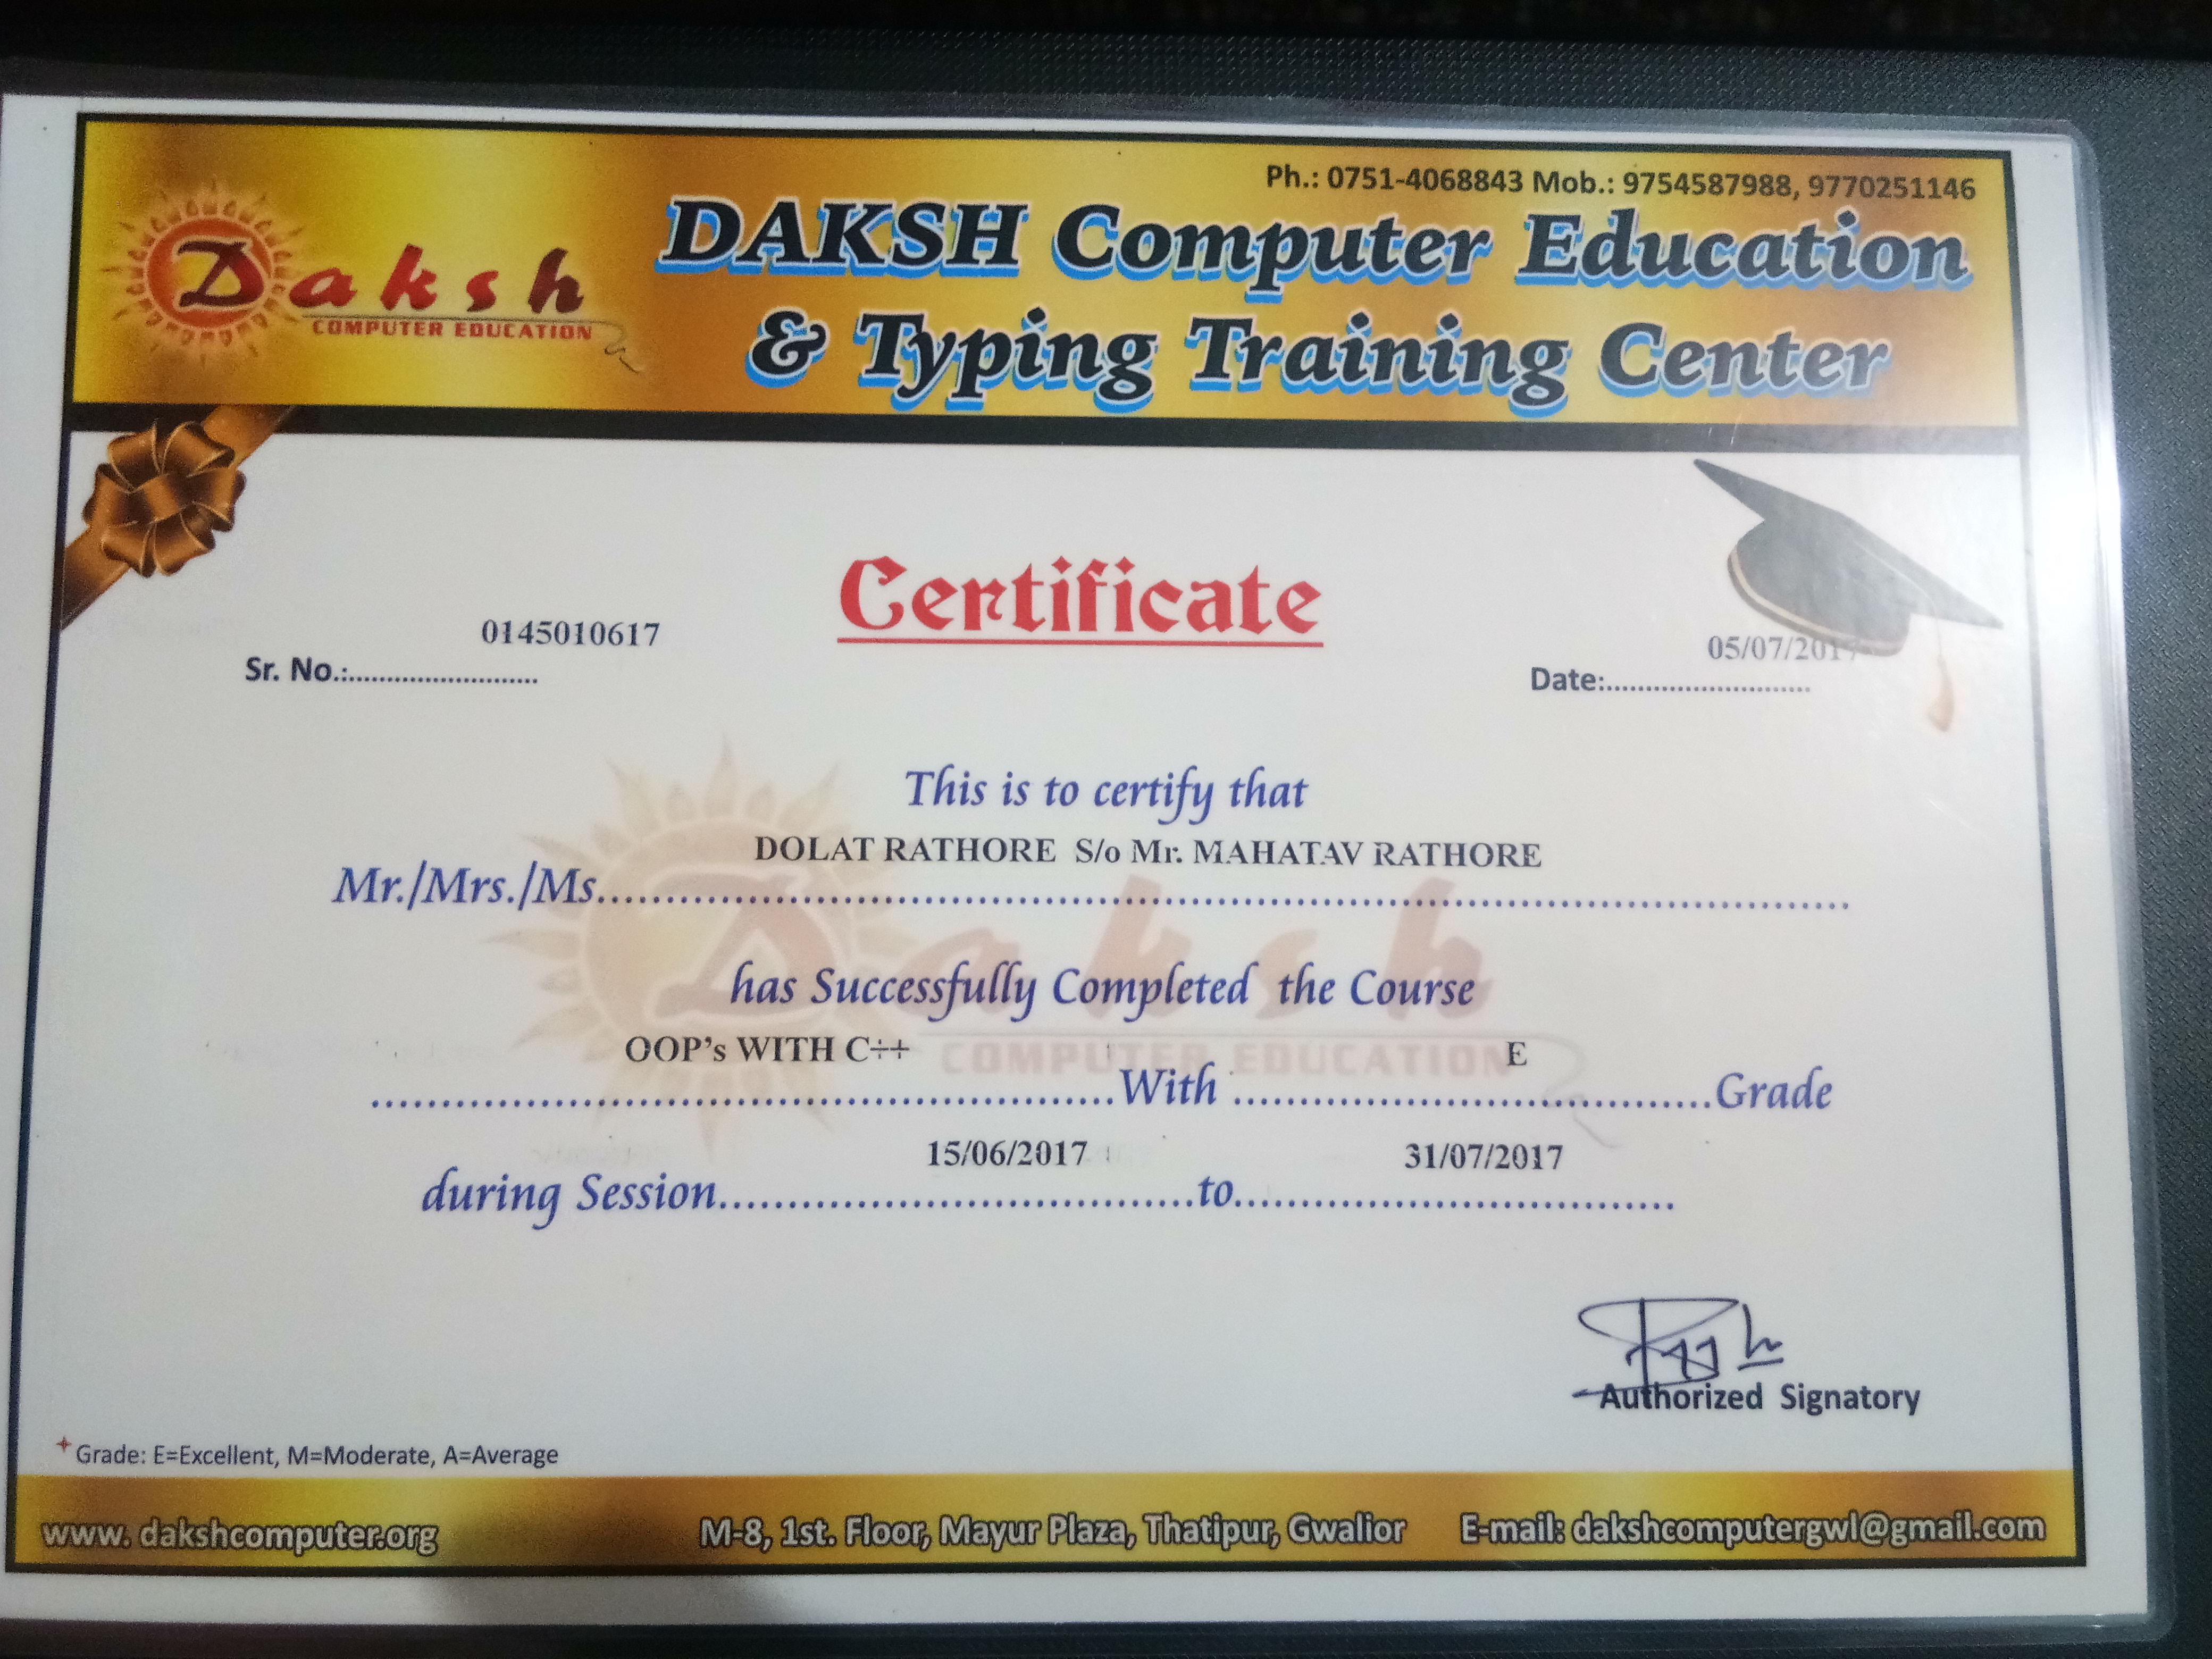 Ph.: 0751-4068843 Mob.: 9754587988, 9770251146
Daksh
COMPUTER EDUCATION
DAKSH Computer Education
& Typing Training Center
Certificate
0145010617
Sr. No.:..........................
05/07/2017
Date:...........................
This is to certify that
DOLAT RATHORE S/o Mr. MAHATAV RATHORE
Mr./Mrs./Ms..........................................................................................
has Successfully Completed the Course
OOP's WITH C++ E
......................................................With ...................................Grade
15/06/2017 31/07/2017
during Session...................................to.................................
Daksh
COMPUTER EDUCATION
Authorized Signatory
+ Grade: E=Excellent, M=Moderate, A=Average
www. dakshcomputer.org M-8, 1st. Floor, Mayur Plaza, Thatipur, Gwalior E-mail: dakshcomputergwl@gmail.com